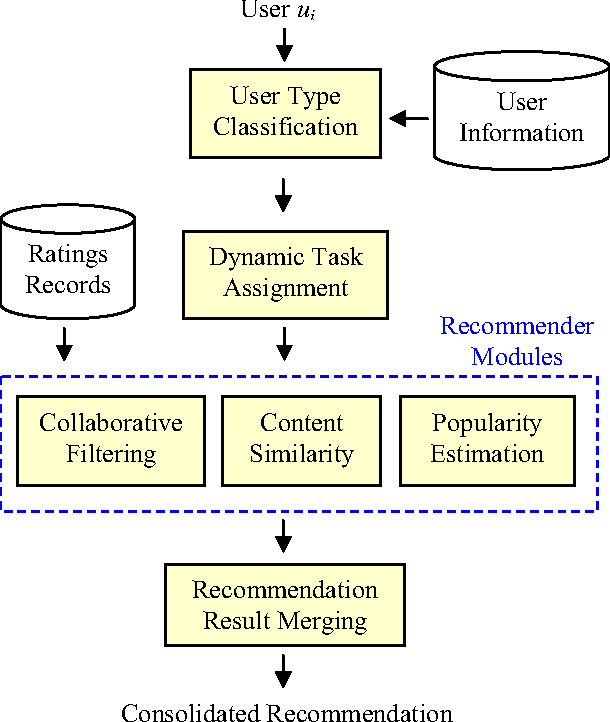 User ui
User Type
Classification
User
Information
Ratings
Records
Dynamic Task
Assignment
Recommender
Modules
Collaborative
Filtering
Content
Similarity
Popularity
Estimation
Recommendation
Result Merging
Consolidated Recommendation